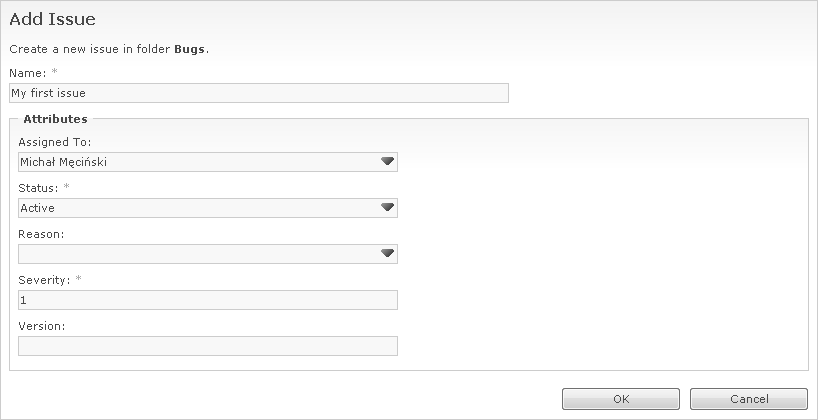 Add Issue
Create a new issue in folder Bugs.
Name: *
My first issue
Attributes
Assigned To:
Michał Męciński
Status: *
Active
Reason:
Severity: *
1
Version:
OK
Cancel